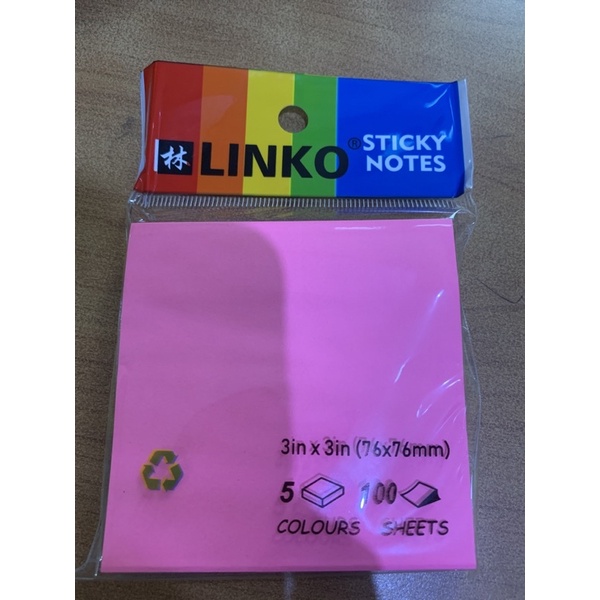 林 LINKO® STICKY
NOTES
3in x 3in (76x76mm)
5 100
COLOURS SHEETS